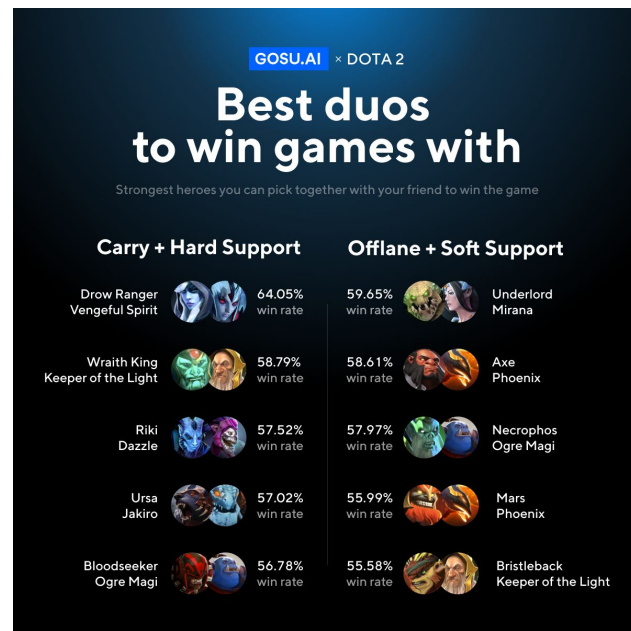 GOSU.AI × DOTA 2
Best duos
to win games with
Strongest heroes you can pick together with your friend to win the game
Carry + Hard Support
Drow Ranger
Vengeful Spirit
64.05%
win rate
Wraith King
Keeper of the Light
58.79%
win rate
Riki
Dazzle
57.52%
win rate
Ursa
Jakiro
57.02%
win rate
Bloodseeker
Ogre Magi
56.78%
win rate
Offlane + Soft Support
59.65%
win rate
Underlord
Mirana
58.61%
win rate
Axe
Phoenix
57.97%
win rate
Necrophos
Ogre Magi
55.99%
win rate
Mars
Phoenix
55.58%
win rate
Bristleback
Keeper of the Light